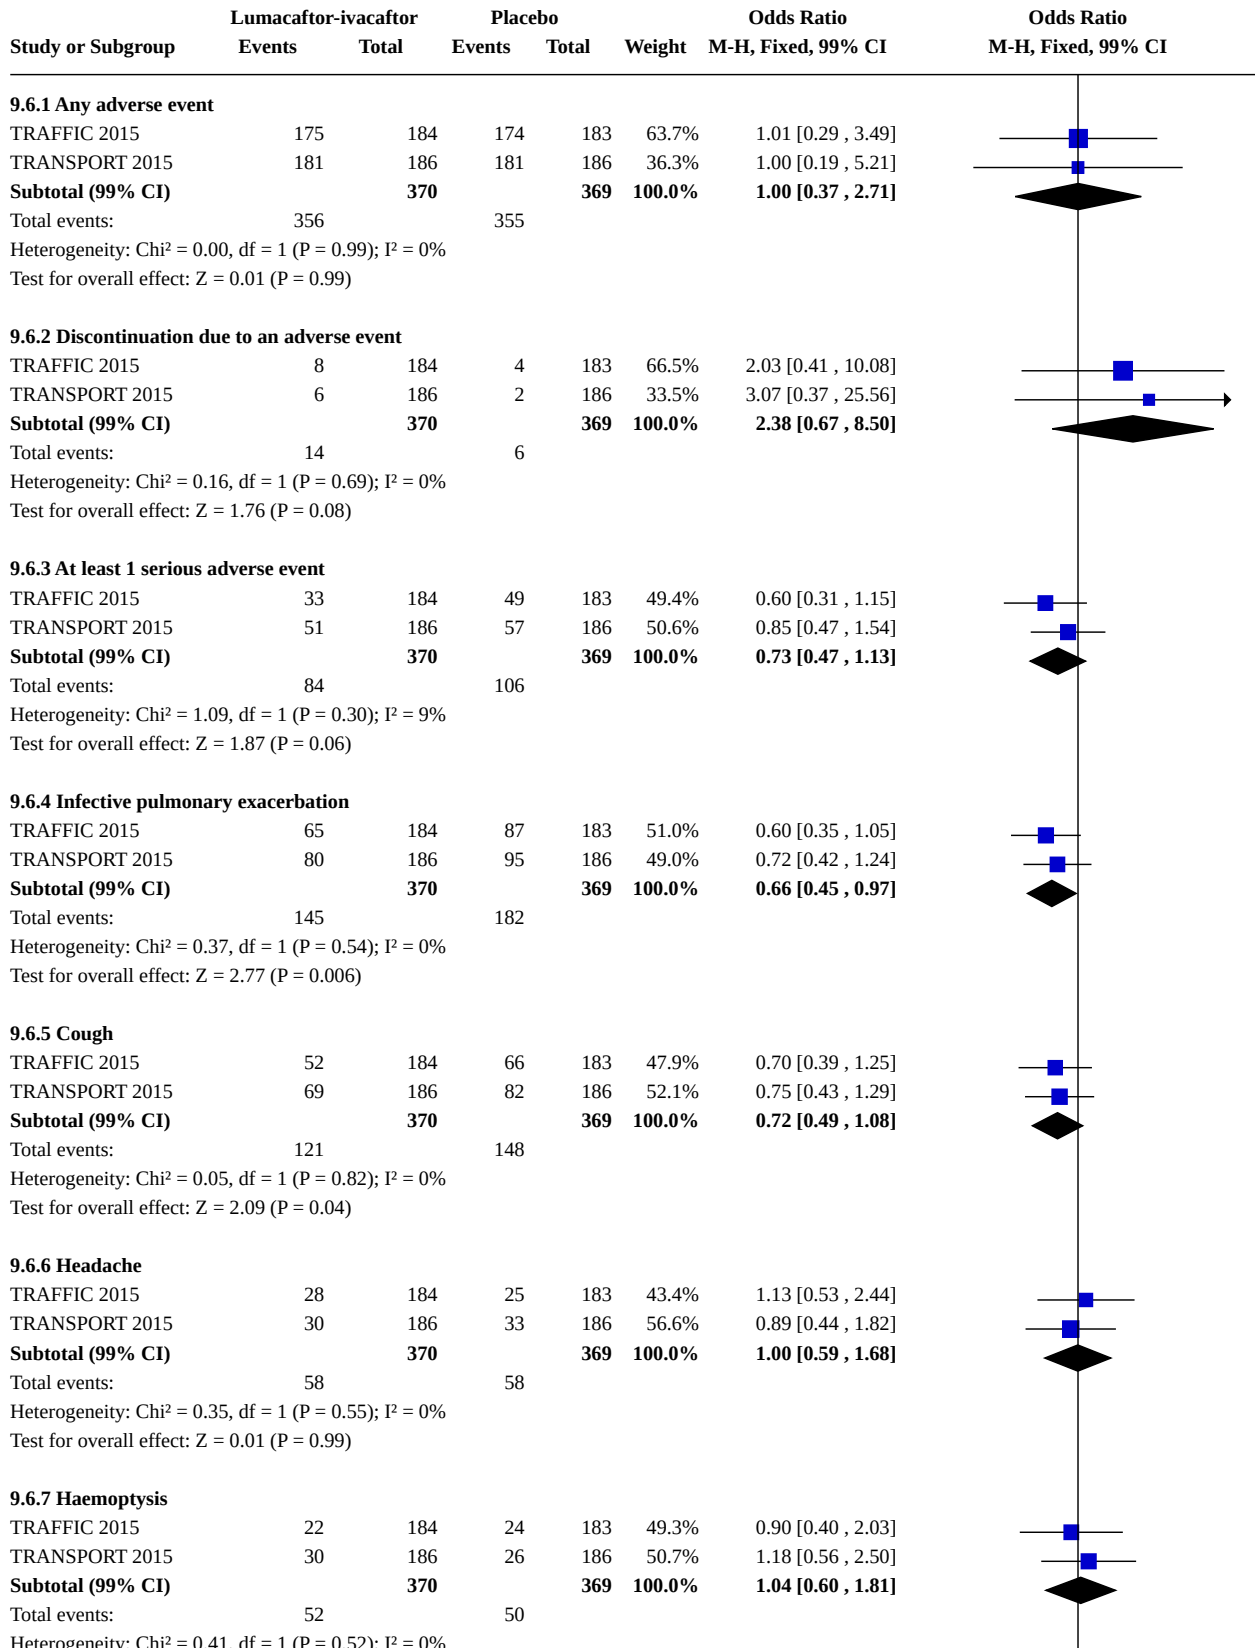 Lumacaftor-ivacaftor Placebo Odds Ratio Odds Ratio
Study or Subgroup Events Total Events Total Weight M-H, Fixed, 99% CI M-H, Fixed, 99% CI
9.6.1 Any adverse event
TRAFFIC 2015 175 184 174 183 63.7% 1.01 [0.29 , 3.49]
TRANSPORT 2015 181 186 181 186 36.3% 1.00 [0.19 , 5.21]
Subtotal (99% CI) 370 369 100.0% 1.00 [0.37 , 2.71]
Total events: 356 355
Heterogeneity: Chi² = 0.00, df = 1 (P = 0.99); I² = 0%
Test for overall effect: Z = 0.01 (P = 0.99)
9.6.2 Discontinuation due to an adverse event
TRAFFIC 2015 8 184 4 183 66.5% 2.03 [0.41 , 10.08]
TRANSPORT 2015 6 186 2 186 33.5% 3.07 [0.37 , 25.56]
Subtotal (99% CI) 370 369 100.0% 2.38 [0.67 , 8.50]
Total events: 14 6
Heterogeneity: Chi² = 0.16, df = 1 (P = 0.69); I² = 0%
Test for overall effect: Z = 1.76 (P = 0.08)
9.6.3 At least 1 serious adverse event
TRAFFIC 2015 33 184 49 183 49.4% 0.60 [0.31 , 1.15]
TRANSPORT 2015 51 186 57 186 50.6% 0.85 [0.47 , 1.54]
Subtotal (99% CI) 370 369 100.0% 0.73 [0.47 , 1.13]
Total events: 84 106
Heterogeneity: Chi² = 1.09, df = 1 (P = 0.30); I² = 9%
Test for overall effect: Z = 1.87 (P = 0.06)
9.6.4 Infective pulmonary exacerbation
TRAFFIC 2015 65 184 87 183 51.0% 0.60 [0.35 , 1.05]
TRANSPORT 2015 80 186 95 186 49.0% 0.72 [0.42 , 1.24]
Subtotal (99% CI) 370 369 100.0% 0.66 [0.45 , 0.97]
Total events: 145 182
Heterogeneity: Chi² = 0.37, df = 1 (P = 0.54); I² = 0%
Test for overall effect: Z = 2.77 (P = 0.006)
9.6.5 Cough
TRAFFIC 2015 52 184 66 183 47.9% 0.70 [0.39 , 1.25]
TRANSPORT 2015 69 186 82 186 52.1% 0.75 [0.43 , 1.29]
Subtotal (99% CI) 370 369 100.0% 0.72 [0.49 , 1.08]
Total events: 121 148
Heterogeneity: Chi² = 0.05, df = 1 (P = 0.82); I² = 0%
Test for overall effect: Z = 2.09 (P = 0.04)
9.6.6 Headache
TRAFFIC 2015 28 184 25 183 43.4% 1.13 [0.53 , 2.44]
TRANSPORT 2015 30 186 33 186 56.6% 0.89 [0.44 , 1.82]
Subtotal (99% CI) 370 369 100.0% 1.00 [0.59 , 1.68]
Total events: 58 58
Heterogeneity: Chi² = 0.35, df = 1 (P = 0.55); I² = 0%
Test for overall effect: Z = 0.01 (P = 0.99)
9.6.7 Haemoptysis
TRAFFIC 2015 22 184 24 183 49.3% 0.90 [0.40 , 2.03]
TRANSPORT 2015 30 186 26 186 50.7% 1.18 [0.56 , 2.50]
Subtotal (99% CI) 370 369 100.0% 1.04 [0.60 , 1.81]
Total events: 52 50
Heterogeneity: Chi² = 0.41, df = 1 (P = 0.52); I² = 0%